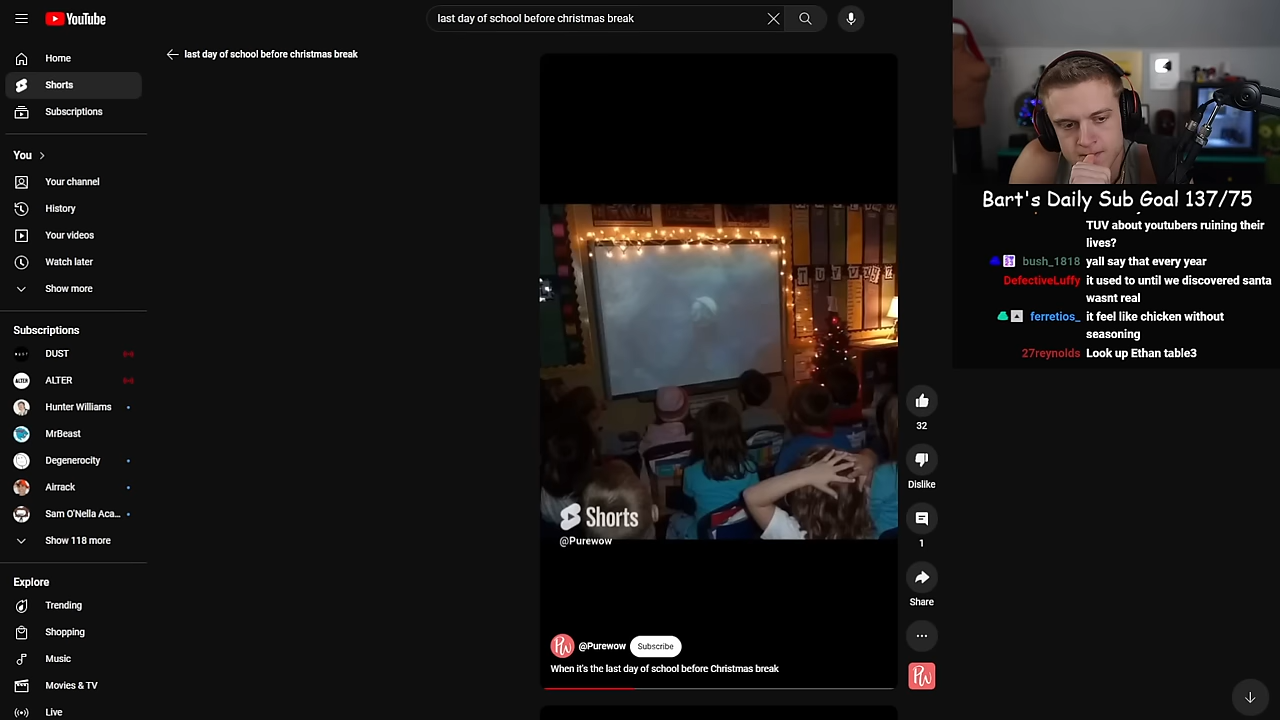 YouTube
last day of school before christmas break
last day of school before christmas break
Home
Shorts
Subscriptions
You
Your channel
History
Your videos
Watch later
Show more
Subscriptions
DUST
ALTER
Hunter Williams
MrBeast
Degenerocity
Airrack
Sam O'Nella Aca...
Show 118 more
Explore
Trending
Shopping
Music
Movies & TV
Live
Shorts
@Purewow
PW
@Purewow
Subscribe
When it's the last day of school before Christmas break
32
Dislike
1
Share
PW
Bart's Daily Sub Goal 137/75
TUV about youtubers ruining their
lives?
bush_1818 yall say that every year
DefectiveLuffy it used to until we discovered santa
wasnt real
ferretios_ it feel like chicken without
seasoning
27reynolds Look up Ethan table3